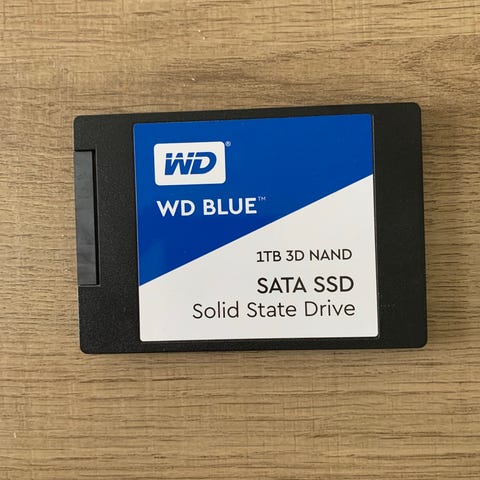 WD®
WD BLUE™
1TB 3D NAND
SATA SSD
Solid State Drive